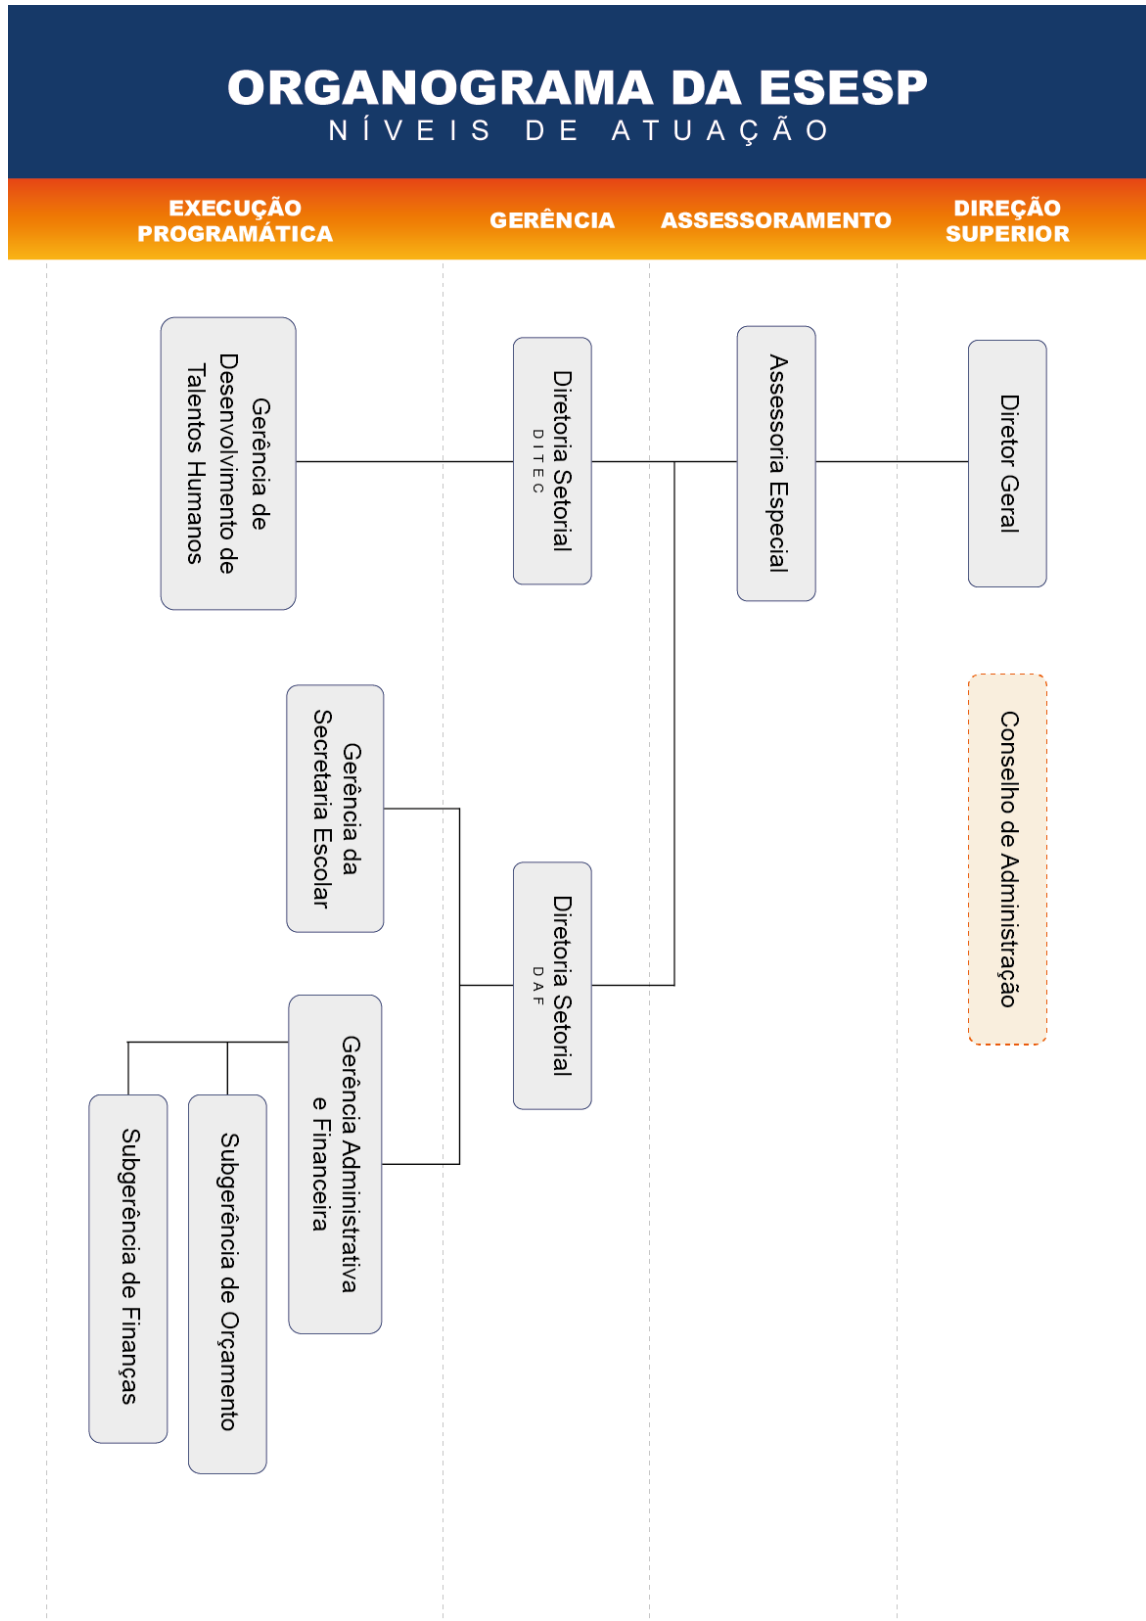 ORGANOGRAMA DA ESESP
NÍVEIS DE ATUAÇÃO
EXECUÇÃO
PROGRAMÁTICA
GERÊNCIA
ASSESSORAMENTO
DIREÇÃO
SUPERIOR
Gerência de
Desenvolvimento de
Talentos Humanos
Diretoria Setorial
DITEC
Assessoria Especial
Diretor Geral
Gerência da
Secretaria Escolar
Conselho de Administração
Diretoria Setorial
DAF
Gerência Administrativa
e Financeira
Subgerência de Finanças
Subgerência de Orçamento